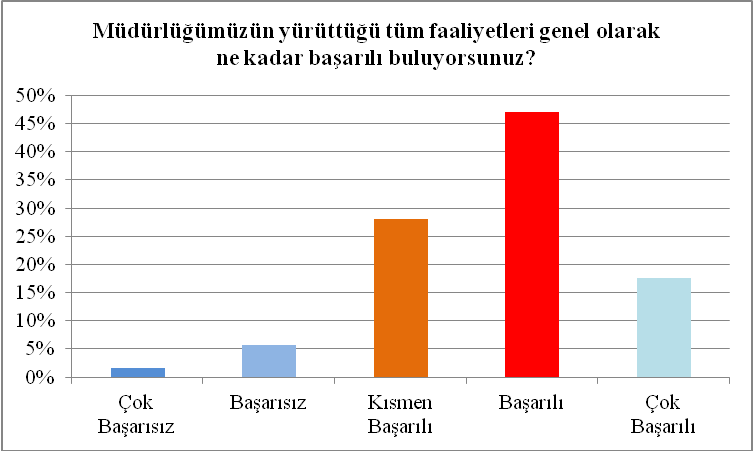 Müdürlüğümüzün yürüttüğü tüm faaliyetleri genel olarak
ne kadar başarılı buluyorsunuz?
50%
45%
40%
35%
30%
25%
20%
15%
10%
5%
0%
Çok
Başarısız
Başarısız
Kısmen
Başarılı
Başarılı
Çok
Başarılı